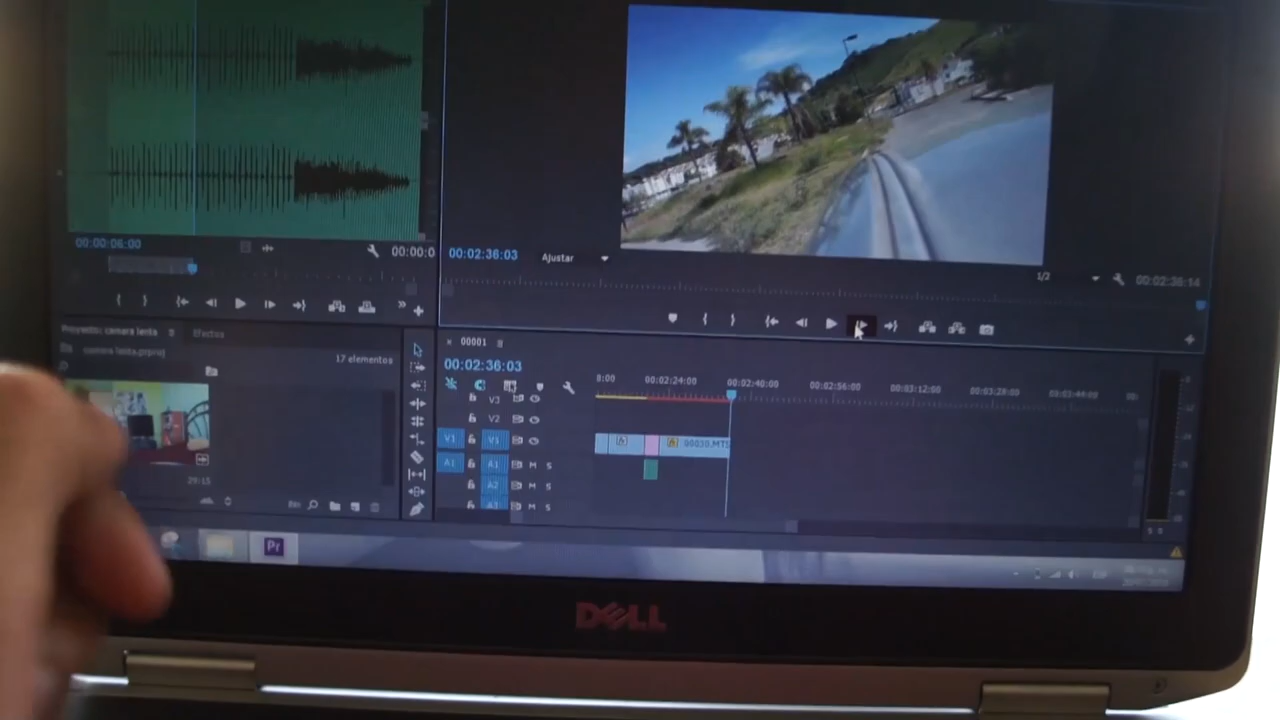 00:00:06:00
00:00:0
00:02:36:03
Ajustar
1/2
00:02:36:14
Proyecto: camara lenta
Efectos
camara lenta.prproj
17 elementos
29:15
× 00001
00:02:36:03
8:00 00:02:24:00 00:02:40:00 00:02:56:00 00:03:12:00 00:03:28:00 00:03:44:00
V3
V2
V1 V1 00030.MTS
A1 A1 M S
A2 M S
A3 M S
S S
Pr
DELL